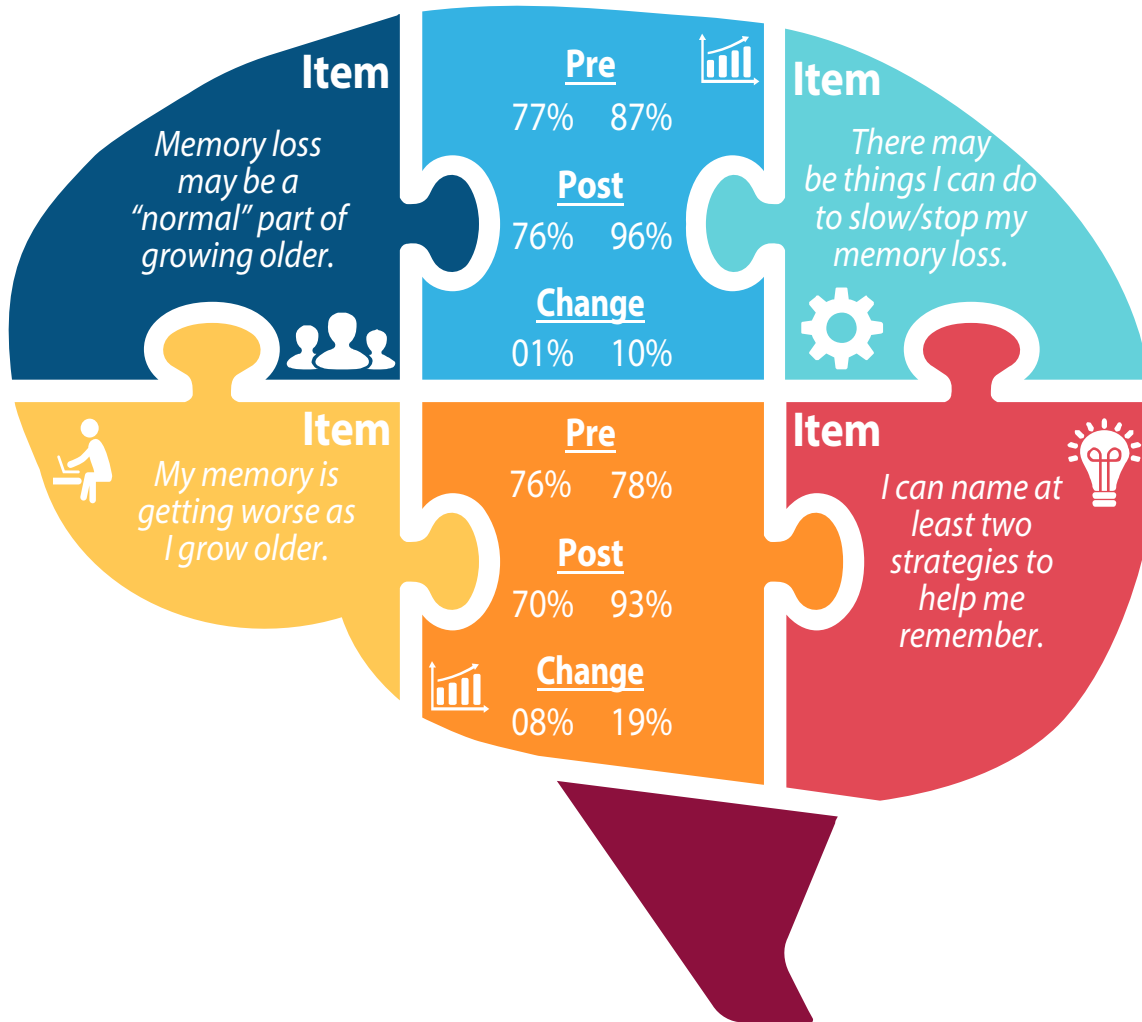 Item
Memory loss
may be a
“normal” part of
growing older.
Pre
77% 87%
Post
76% 96%
Change
01% 10%
Item
There may
be things I can do
to slow/stop my
memory loss.
Item
My memory is
getting worse as
I grow older.
Pre
76% 78%
Post
70% 93%
Change
08% 19%
Item
I can name at
least two
strategies to
help me
remember.